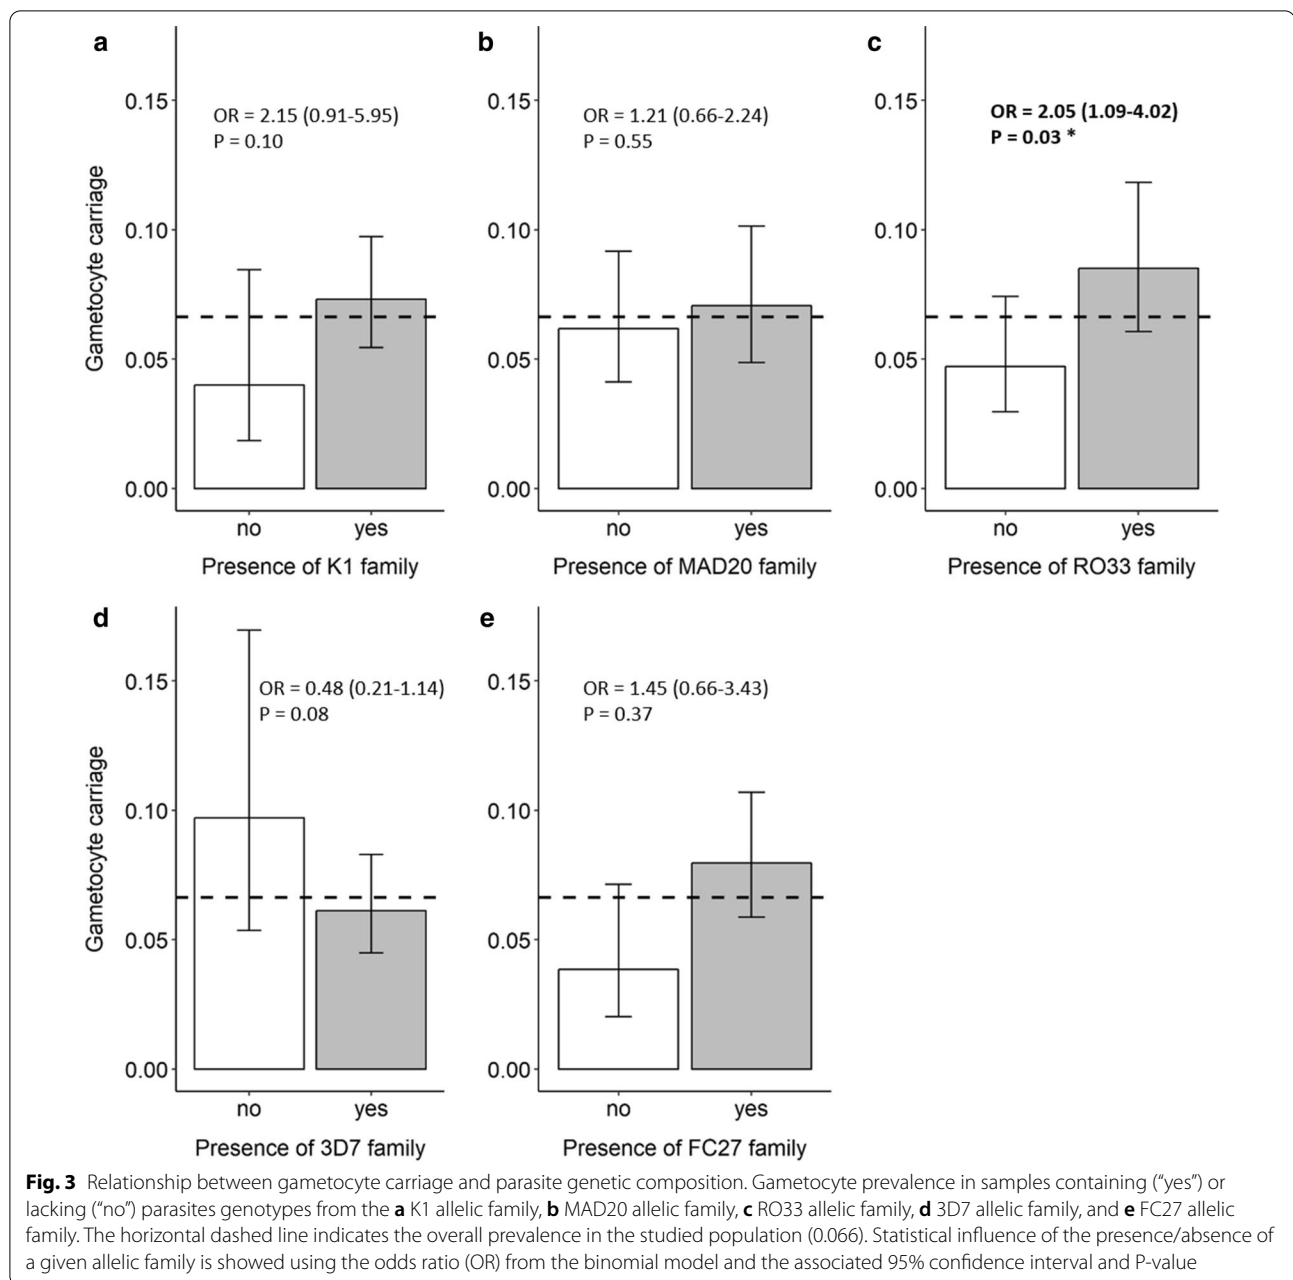 a
OR = 2.15 (0.91-5.95)
P = 0.10
Gametocyte carriage
0.15
0.10
0.05
0.00
no yes
Presence of K1 family
b
OR = 1.21 (0.66-2.24)
P = 0.55
0.15
0.10
0.05
0.00
no yes
Presence of MAD20 family
c
OR = 2.05 (1.09-4.02)
P = 0.03 *
0.15
0.10
0.05
0.00
no yes
Presence of RO33 family
d
OR = 0.48 (0.21-1.14)
P = 0.08
Gametocyte carriage
0.15
0.10
0.05
0.00
no yes
Presence of 3D7 family
e
OR = 1.45 (0.66-3.43)
P = 0.37
0.15
0.10
0.05
0.00
no yes
Presence of FC27 family
Fig. 3 Relationship between gametocyte carriage and parasite genetic composition. Gametocyte prevalence in samples containing (“yes”) or
lacking (“no”) parasites genotypes from the a K1 allelic family, b MAD20 allelic family, c RO33 allelic family, d 3D7 allelic family, and e FC27 allelic
family. The horizontal dashed line indicates the overall prevalence in the studied population (0.066). Statistical influence of the presence/absence of
a given allelic family is showed using the odds ratio (OR) from the binomial model and the associated 95% confidence interval and P-value